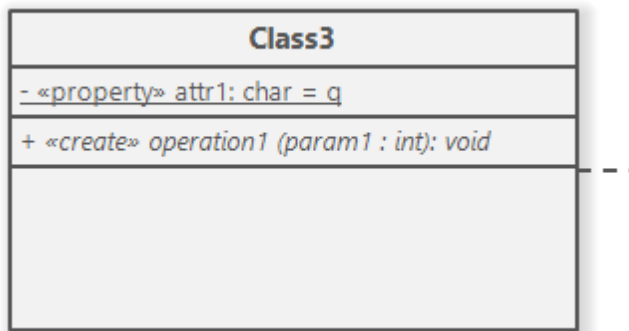 Class3
- «property» attr1: char = q
+ «create» operation1 (param1 : int): void